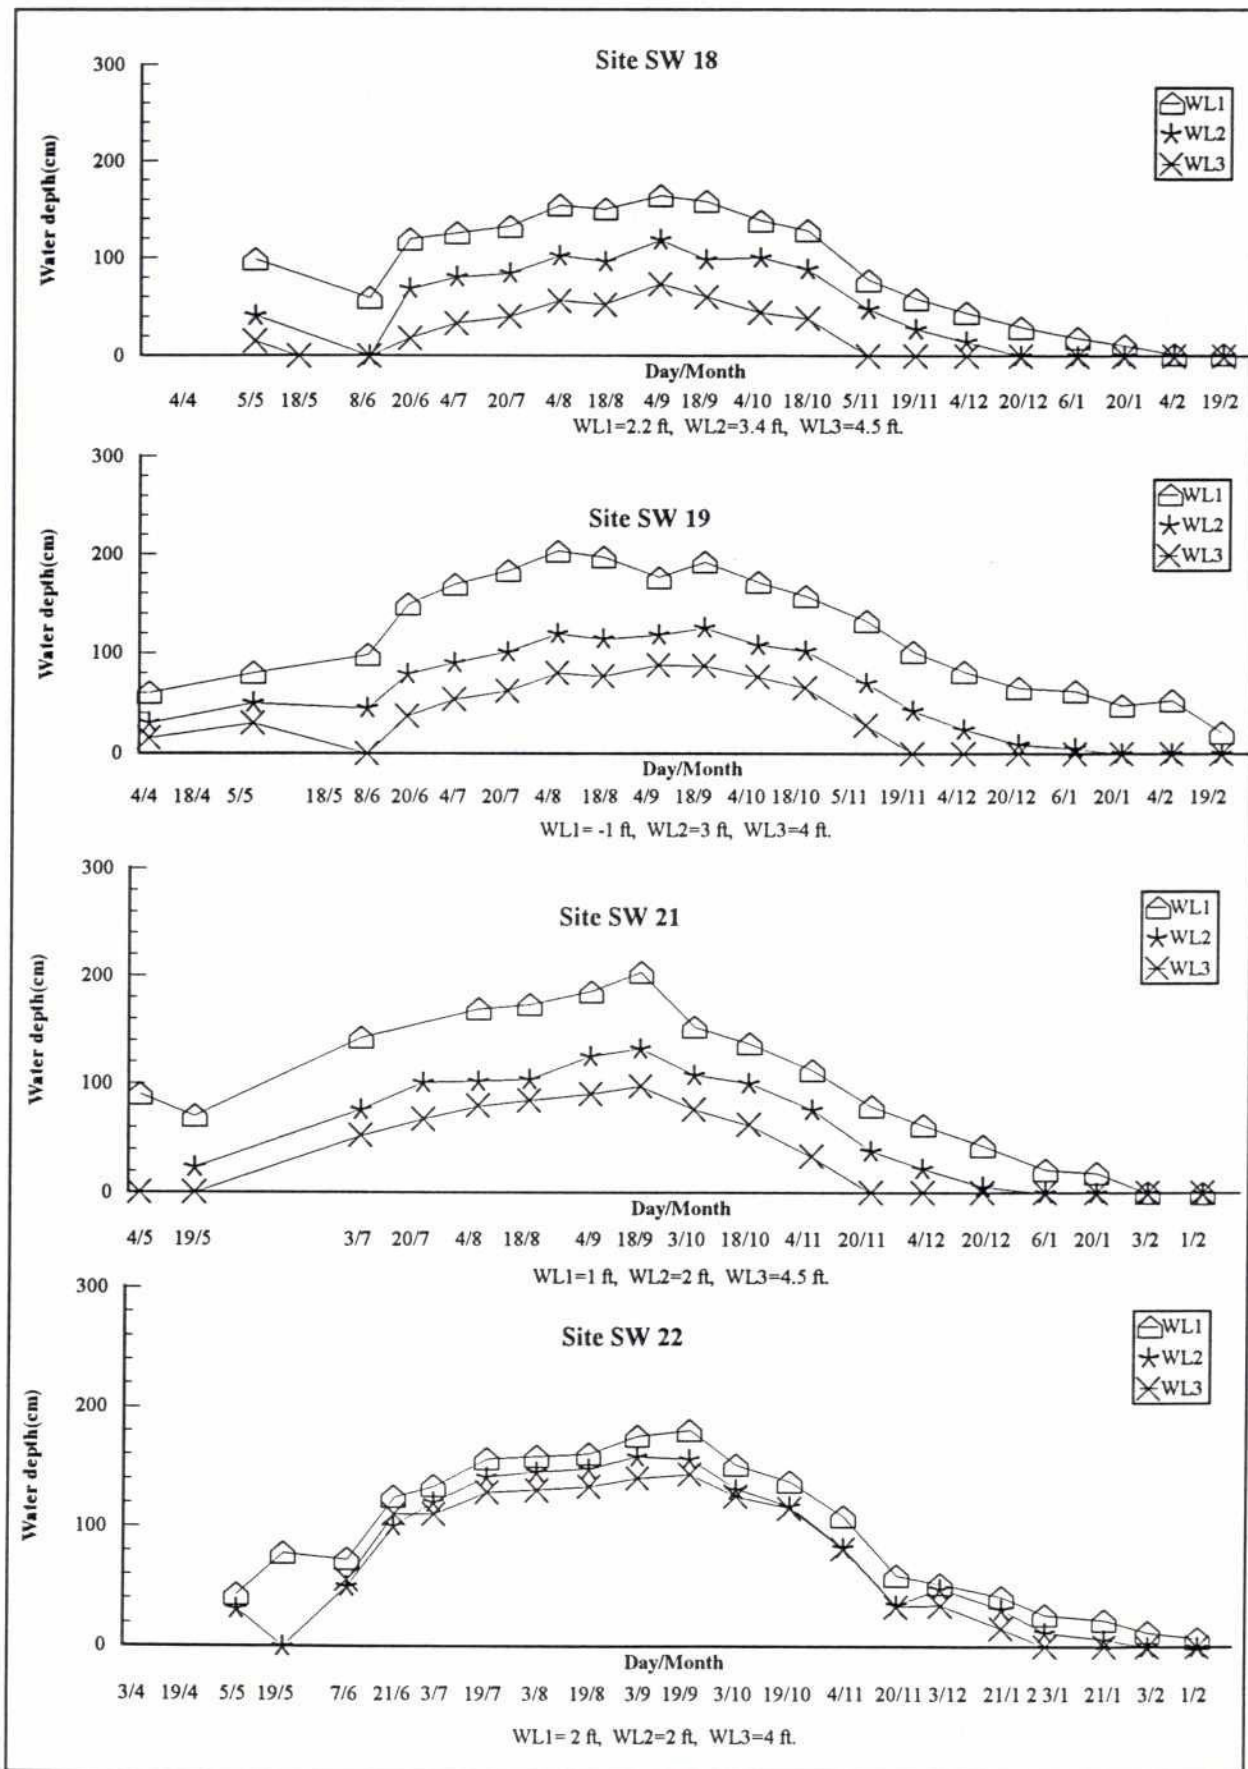 Site SW 18
300
200
100
0
Water depth(cm)
WL1
WL2
WL3
Day/Month
4/4 5/5 18/5 8/6 20/6 4/7 20/7 4/8 18/8 4/9 18/9 4/10 18/10 5/11 19/11 4/12 20/12 6/1 20/1 4/2 19/2
WL1=2.2 ft, WL2=3.4 ft, WL3=4.5 ft.
Site SW 19
300
200
100
0
Water depth(cm)
WL1
WL2
WL3
Day/Month
4/4 18/4 5/5 18/5 8/6 20/6 4/7 20/7 4/8 18/8 4/9 18/9 4/10 18/10 5/11 19/11 4/12 20/12 6/1 20/1 4/2 19/2
WL1= -1 ft, WL2=3 ft, WL3=4 ft.
Site SW 21
300
200
100
0
Water depth(cm)
WL1
WL2
WL3
Day/Month
4/5 19/5 3/7 20/7 4/8 18/8 4/9 18/9 3/10 18/10 4/11 20/11 4/12 20/12 6/1 20/1 3/2 1/2
WL1=1 ft, WL2=2 ft, WL3=4.5 ft.
Site SW 22
300
200
100
0
Water depth(cm)
WL1
WL2
WL3
Day/Month
3/4 19/4 5/5 19/5 7/6 21/6 3/7 19/7 3/8 19/8 3/9 19/9 3/10 19/10 4/11 20/11 3/12 21/1 2 3/1 21/1 3/2 1/2
WL1= 2 ft, WL2=2 ft, WL3=4 ft.